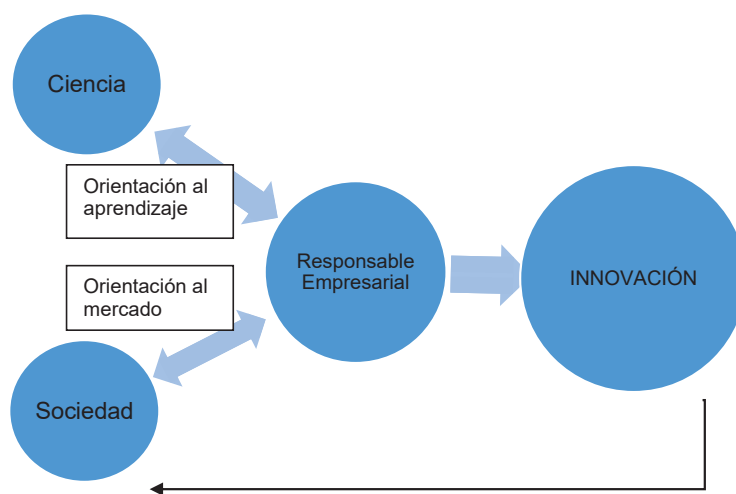 Ciencia
Orientación al
aprendizaje
Responsable
Empresarial
INNOVACIÓN
Orientación al
mercado
Sociedad